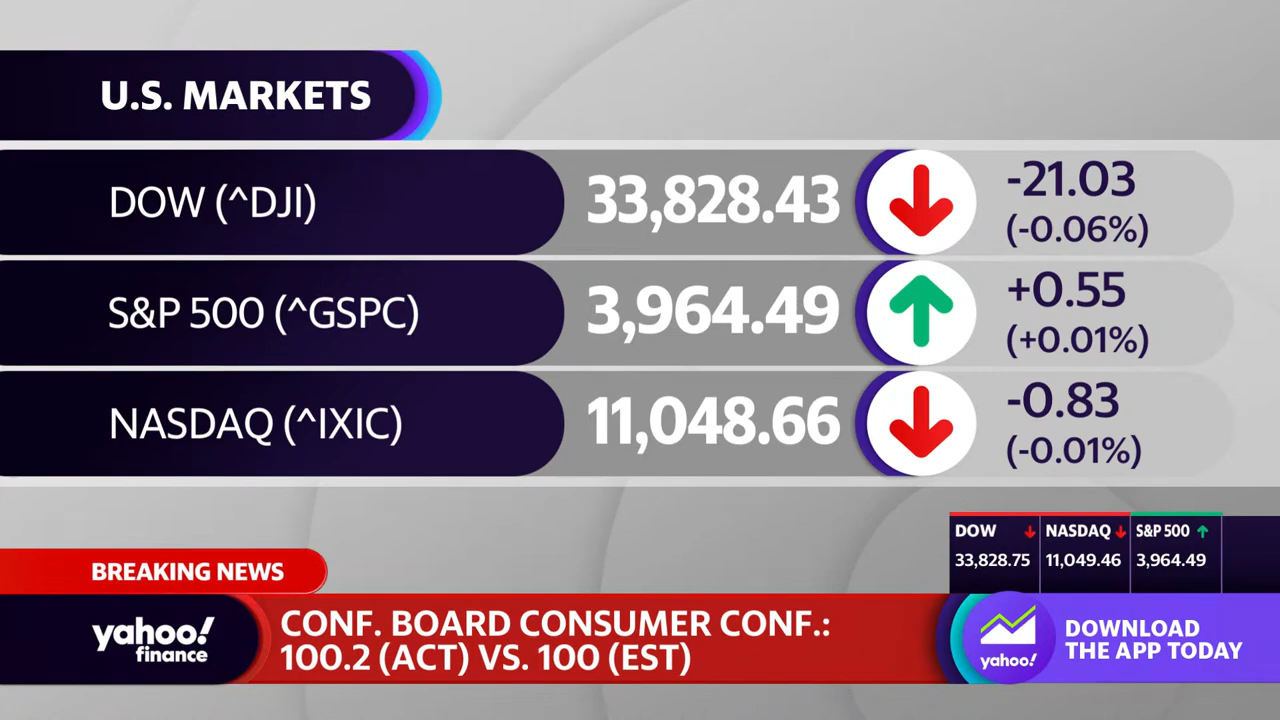 U.S. MARKETS
DOW (^DJI) 33,828.43 -21.03
(-0.06%)
S&P 500 (^GSPC) 3,964.49 +0.55
(+0.01%)
NASDAQ (^IXIC) 11,048.66 -0.83
(-0.01%)
DOW NASDAQ S&P 500
33,828.75 11,049.46 3,964.49
BREAKING NEWS
yahoo!
finance
CONF. BOARD CONSUMER CONF.:
100.2 (ACT) VS. 100 (EST)
yahoo!
DOWNLOAD
THE APP TODAY